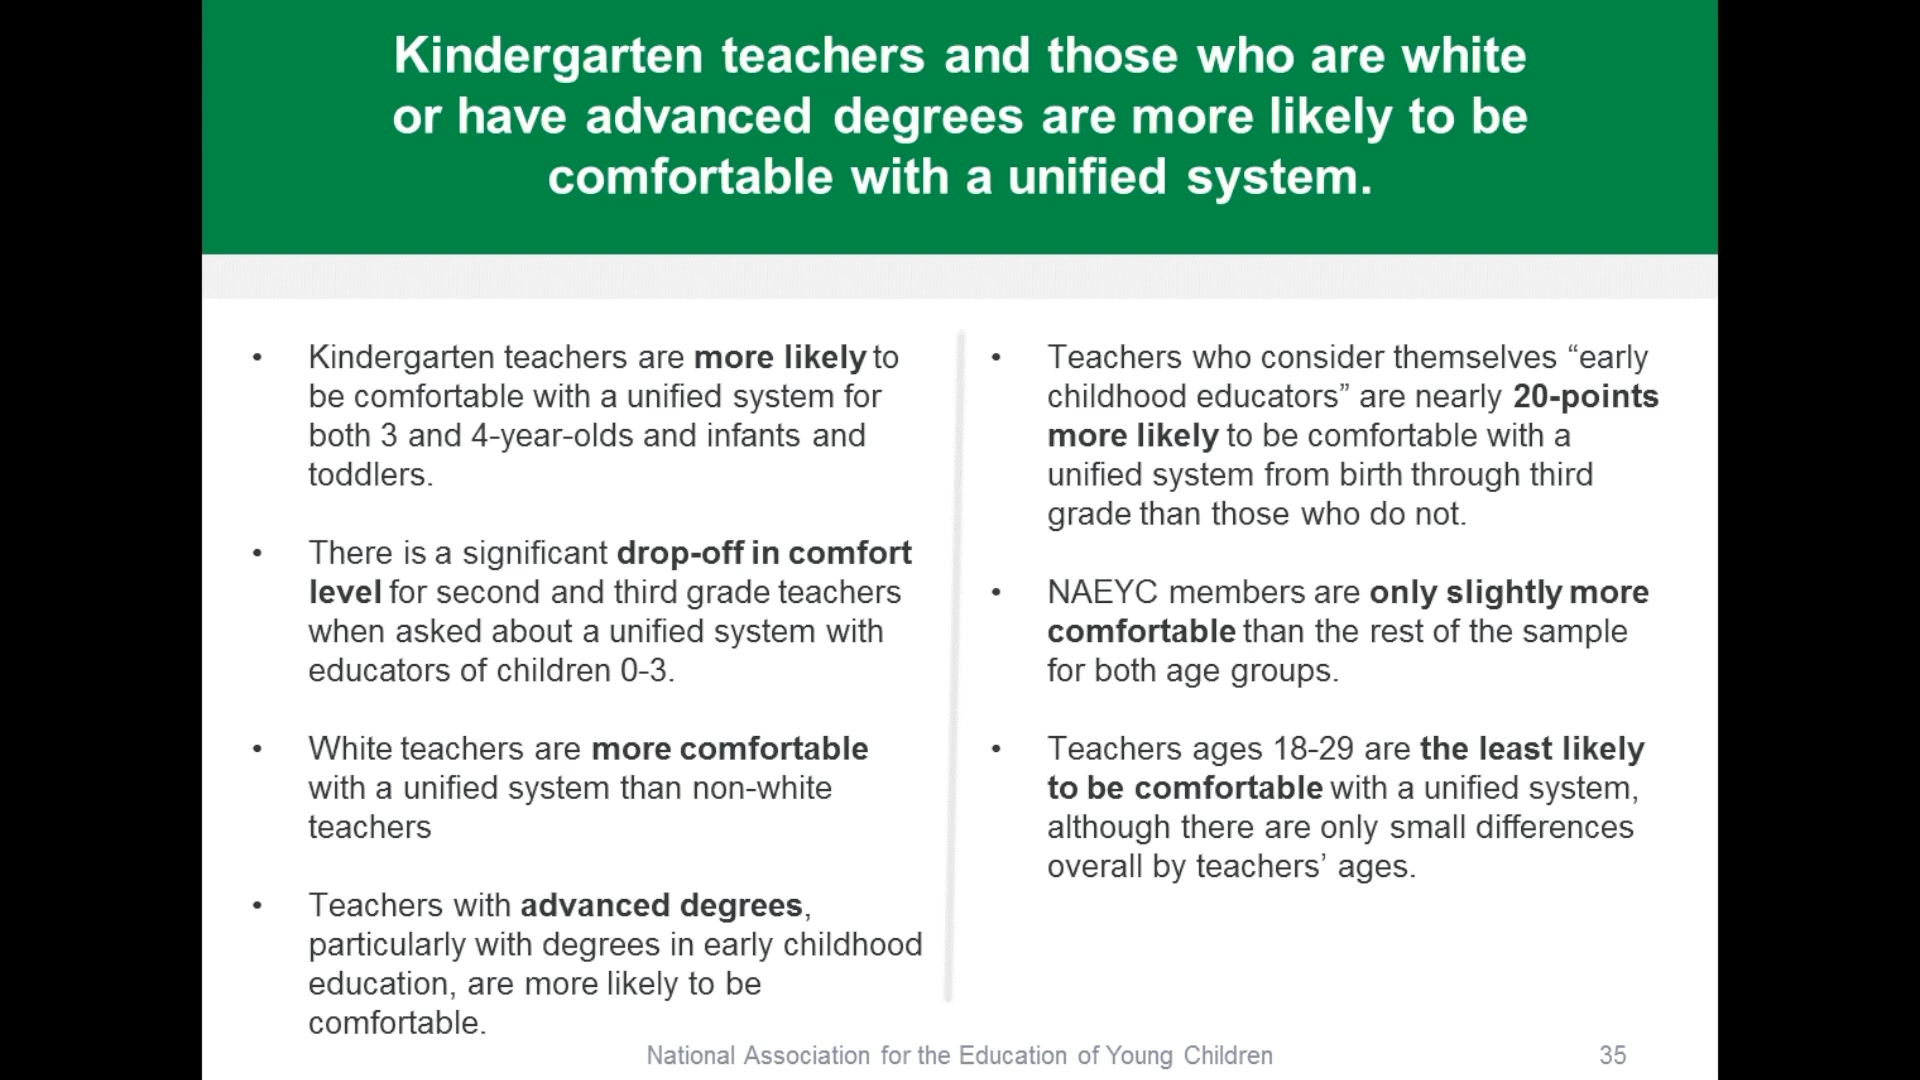 Kindergarten teachers and those who are white
or have advanced degrees are more likely to be
comfortable with a unified system.
• Kindergarten teachers are more likely to
be comfortable with a unified system for
both 3 and 4-year-olds and infants and
toddlers.
• There is a significant drop-off in comfort
level for second and third grade teachers
when asked about a unified system with
educators of children 0-3.
• White teachers are more comfortable
with a unified system than non-white
teachers
• Teachers with advanced degrees,
particularly with degrees in early childhood
education, are more likely to be
comfortable.
• Teachers who consider themselves “early
childhood educators” are nearly 20-points
more likely to be comfortable with a
unified system from birth through third
grade than those who do not.
• NAEYC members are only slightly more
comfortable than the rest of the sample
for both age groups.
• Teachers ages 18-29 are the least likely
to be comfortable with a unified system,
although there are only small differences
overall by teachers’ ages.
National Association for the Education of Young Children
35